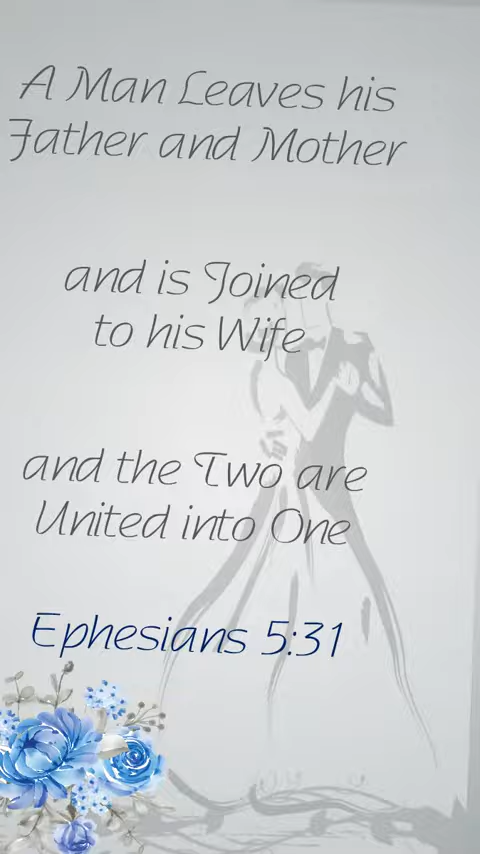 A Man Leaves his
Father and Mother
and is Joined
to his Wife
and the Two are
United into One
Ephesians 5:31